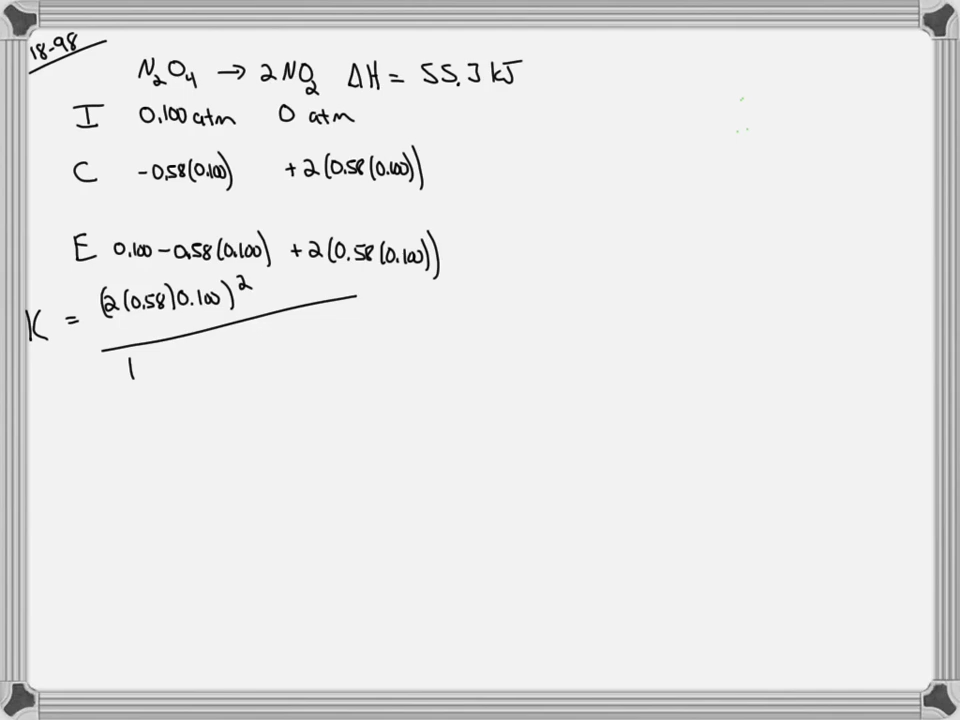 18-98
N₂O₄ → 2NO₂ ΔH = 55.3 kJ
I 0.100 atm 0 atm
C -0.58(0.100) +2(0.58(0.100))
E 0.100-0.58(0.100) +2(0.58(0.100))
K = (2(0.58)0.100)²